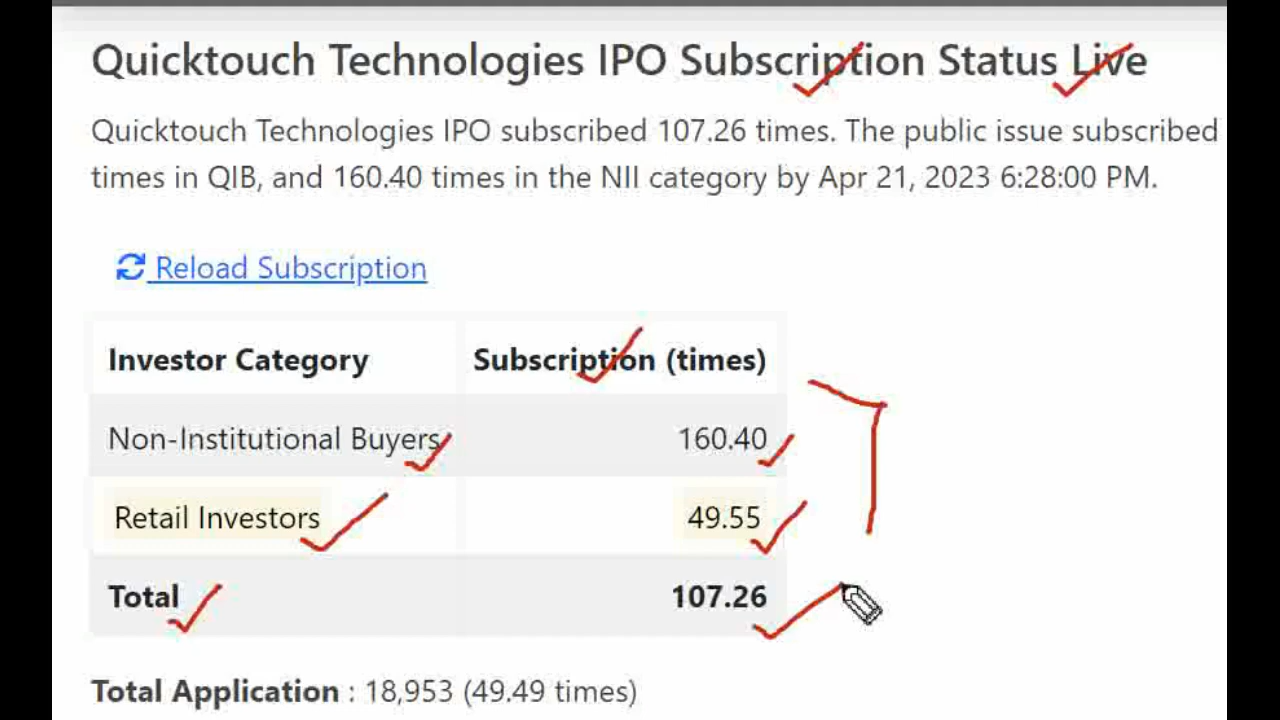 Quicktouch Technologies IPO Subscription Status Live
Quicktouch Technologies IPO subscribed 107.26 times. The public issue subscribed
times in QIB, and 160.40 times in the NII category by Apr 21, 2023 6:28:00 PM.
Reload Subscription
Investor Category Subscription (times)
Non-Institutional Buyers 160.40
Retail Investors 49.55
Total 107.26
Total Application : 18,953 (49.49 times)